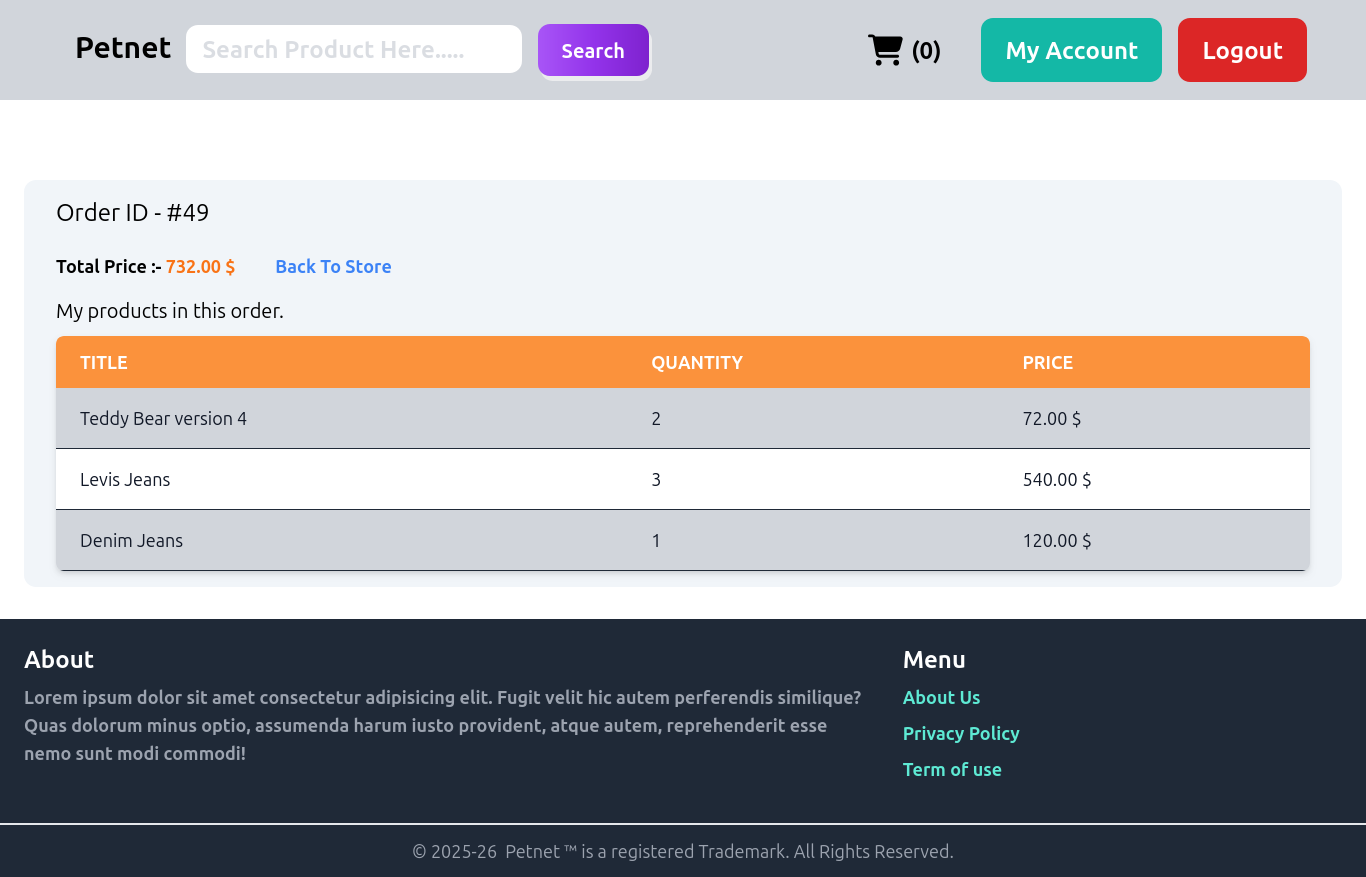 Petnet Search Product Here..... Search (0) My Account Logout
Order ID - #49
Total Price :- 732.00 $ Back To Store
My products in this order.
TITLE QUANTITY PRICE
Teddy Bear version 4 2 72.00 $
Levis Jeans 3 540.00 $
Denim Jeans 1 120.00 $
About
Lorem ipsum dolor sit amet consectetur adipisicing elit. Fugit velit hic autem perferendis similique?
Quas dolorum minus optio, assumenda harum iusto provident, atque autem, reprehenderit esse
nemo sunt modi commodi!
Menu
About Us
Privacy Policy
Term of use
© 2025-26 Petnet ™ is a registered Trademark. All Rights Reserved.